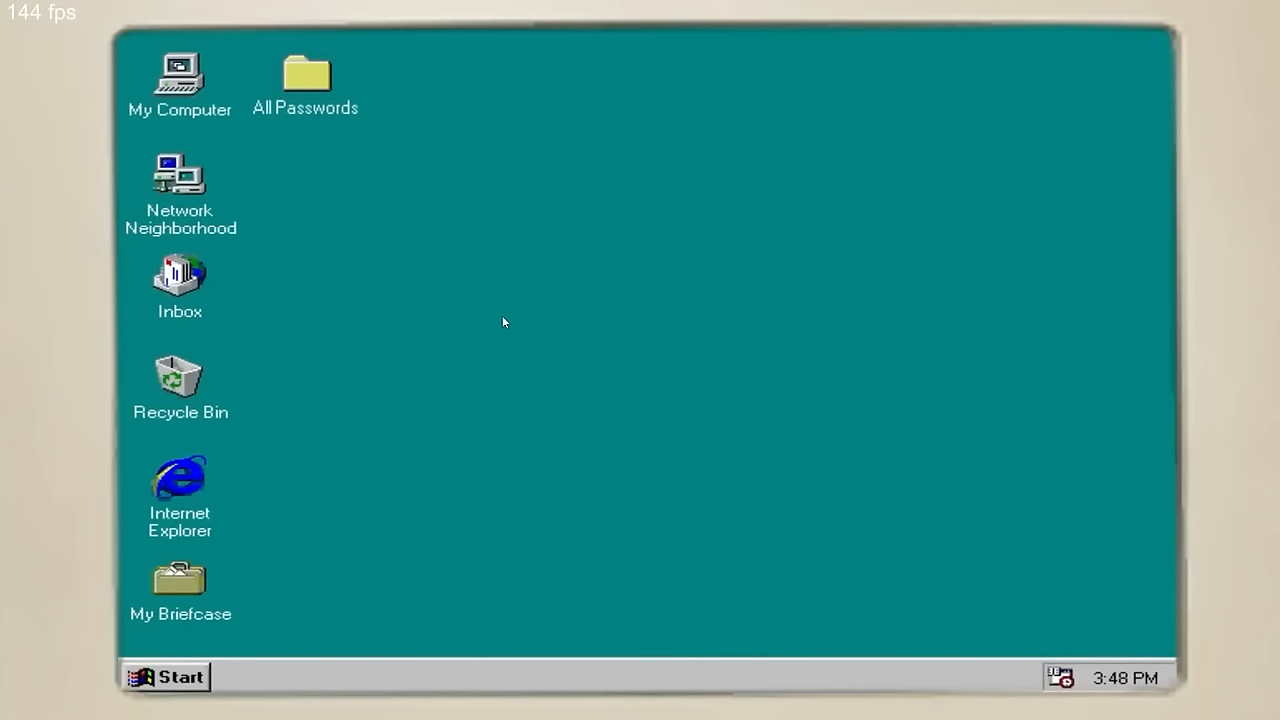 144 fps
My Computer
All Passwords
Network
Neighborhood
Inbox
Recycle Bin
Internet
Explorer
My Briefcase
Start
3:48 PM